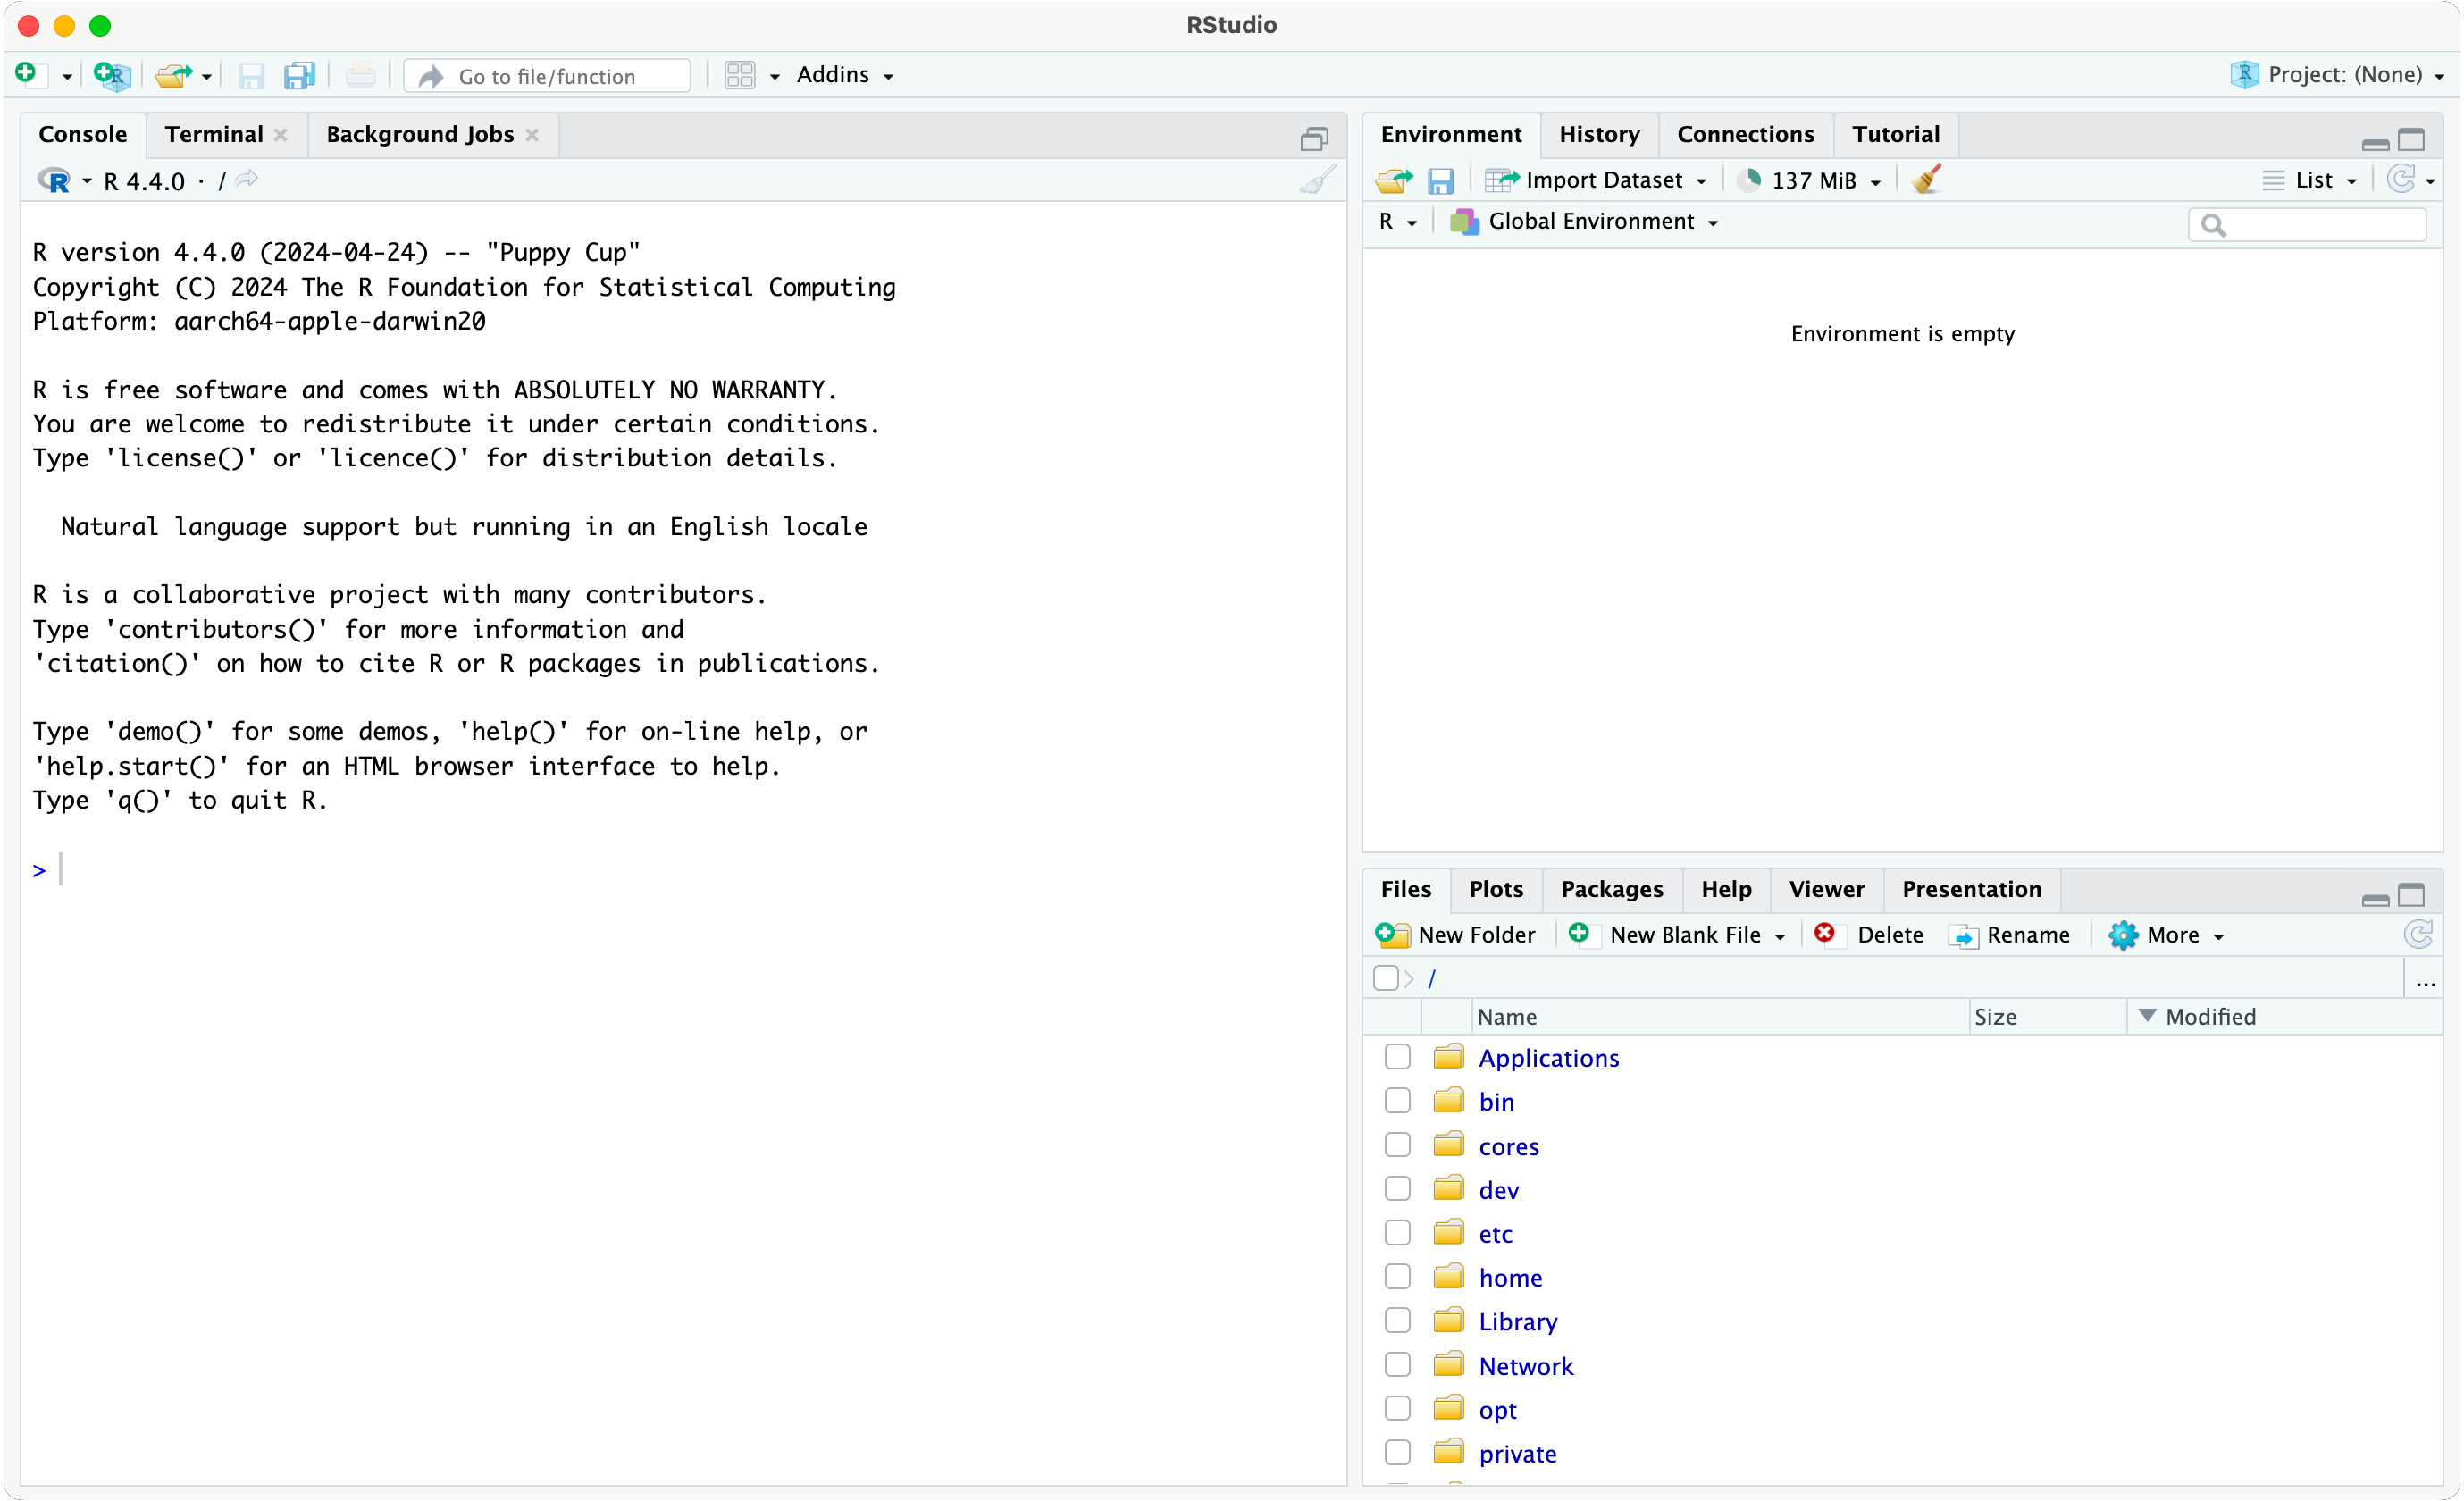 RStudio
Go to file/function
Addins
Project: (None)
Console Terminal Background Jobs
R 4.4.0 · /
R version 4.4.0 (2024-04-24) -- "Puppy Cup"
Copyright (C) 2024 The R Foundation for Statistical Computing
Platform: aarch64-apple-darwin20
R is free software and comes with ABSOLUTELY NO WARRANTY.
You are welcome to redistribute it under certain conditions.
Type 'license()' or 'licence()' for distribution details.
Natural language support but running in an English locale
R is a collaborative project with many contributors.
Type 'contributors()' for more information and
'citation()' on how to cite R or R packages in publications.
Type 'demo()' for some demos, 'help()' for on-line help, or
'help.start()' for an HTML browser interface to help.
Type 'q()' to quit R.
>
Environment History Connections Tutorial
Import Dataset 137 MiB List
R Global Environment
Environment is empty
Files Plots Packages Help Viewer Presentation
New Folder New Blank File Delete Rename More
/ ...
Name Size Modified
Applications
bin
cores
dev
etc
home
Library
Network
opt
private